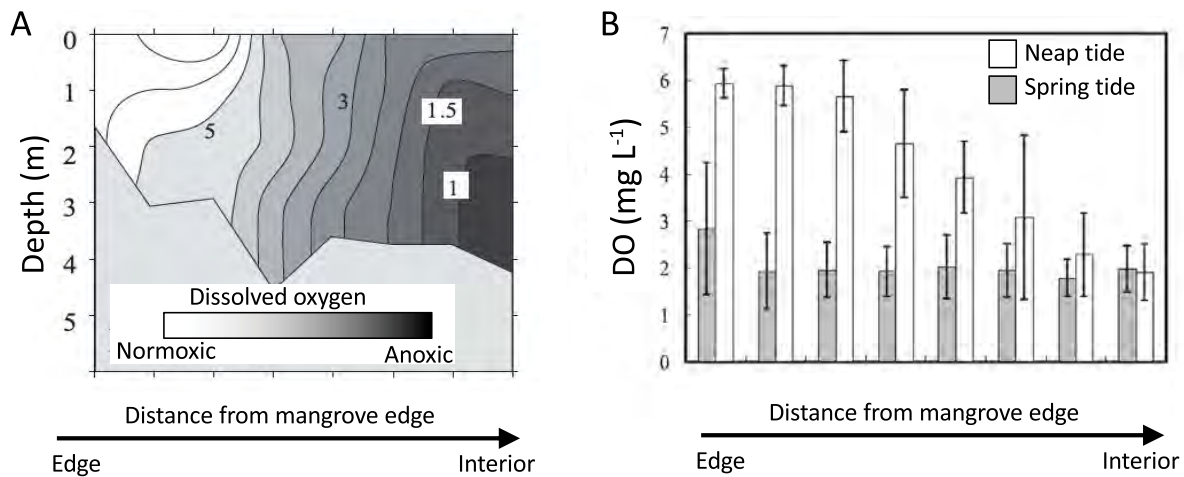 A
0
1
2
3
4
5
Depth (m)
5
3
1.5
1
Dissolved oxygen
Normoxic
Anoxic
Distance from mangrove edge
Edge
Interior
B
7
6
5
4
3
2
1
0
DO (mg L-1)
Neap tide
Spring tide
Distance from mangrove edge
Edge
Interior